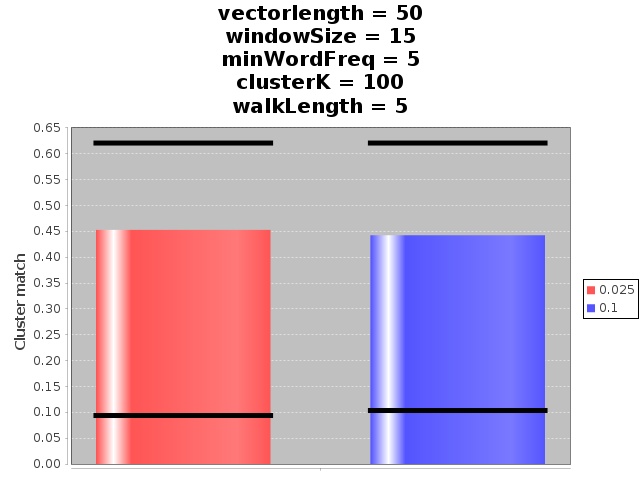 vectorlength = 50
windowSize = 15
minWordFreq = 5
clusterK = 100
walkLength = 5
0.65
0.60
0.55
0.50
0.45
0.40
0.35
0.30
0.25
0.20
0.15
0.10
0.05
0.00
Cluster match
0.025
0.1